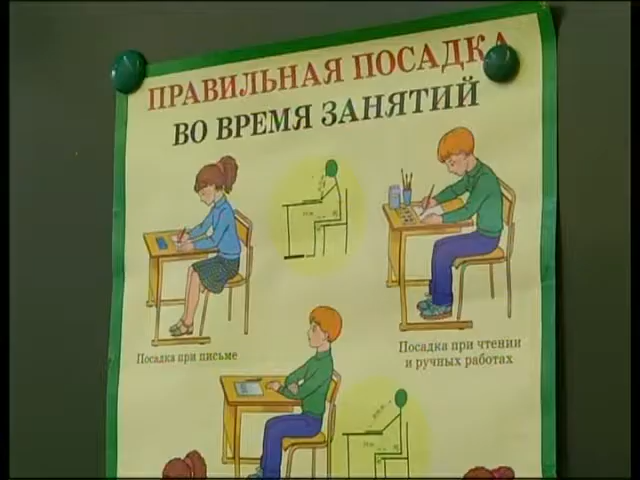 ПРАВИЛЬНАЯ ПОСАДКА
ВО ВРЕМЯ ЗАНЯТИЙ
Посадка при письме
Посадка при чтении
и ручных работах